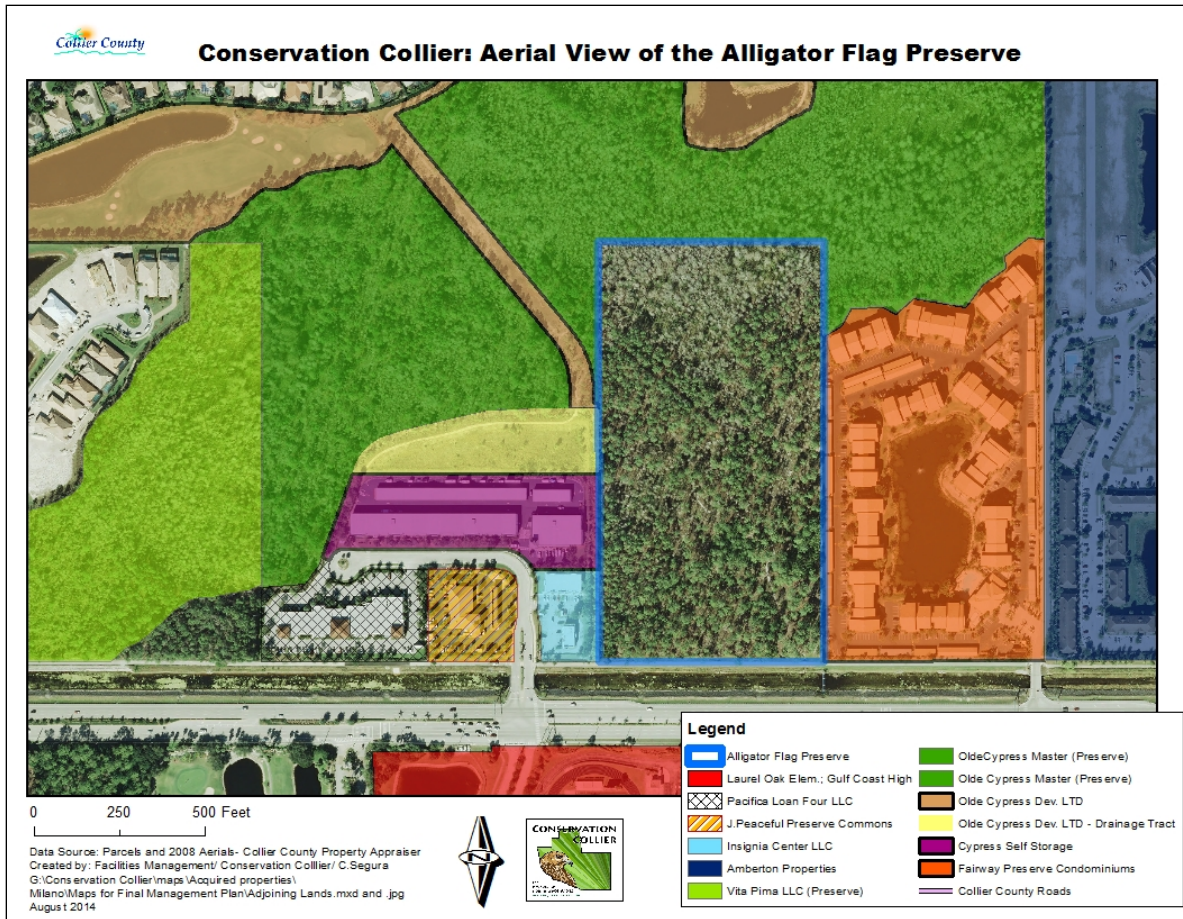 Collier County
Conservation Collier: Aerial View of the Alligator Flag Preserve
Legend
Alligator Flag Preserve
Laurel Oak Elem.; Gulf Coast High
Pacifica Loan Four LLC
J.Peaceful Preserve Commons
Insignia Center LLC
Amberton Properties
Vita Pima LLC (Preserve)
OldeCypress Master (Preserve)
Olde Cypress Master (Preserve)
Olde Cypress Dev. LTD
Olde Cypress Dev. LTD - Drainage Tract
Cypress Self Storage
Fairway Preserve Condominiums
Collier County Roads
0 250 500 Feet
Data Source: Parcels and 2008 Aerials- Collier County Property Appraiser
Created by: Facilities Management/ Conservation Colllier/ C.Segura
G:\Conservation Collier\maps\Acquired properties\
Milano\Maps for Final Management Plan\Adjoining Lands.mxd and .jpg
August 2014
N
CONSERVATION
COLLIER